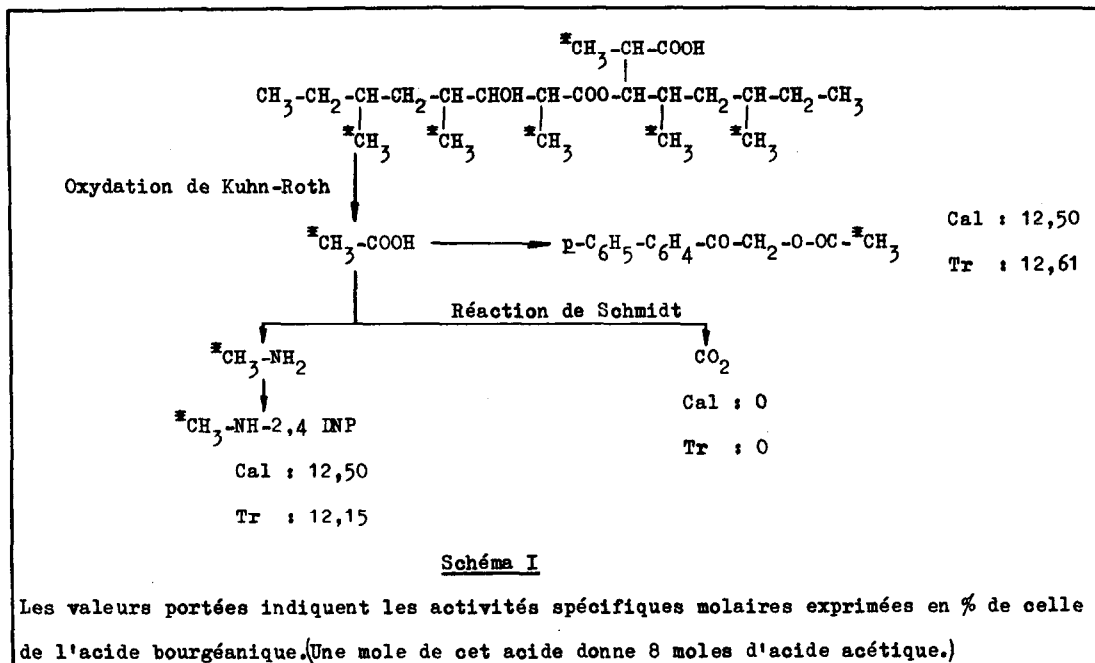 *CH3-CH-COOH
CH3-CH2-CH-CH2-CH-CHOH-CH-COO-CH-CH-CH2-CH-CH2-CH3
*CH3 *CH3 *CH3 *CH3 *CH3
Oxydation de Kuhn-Roth
*CH3-COOH p-C6H5-C6H4-CO-CH2-O-OC-*CH3
Cal : 12,50
Tr : 12,61
Réaction de Schmidt
*CH3-NH2 CO2
Cal : 0
Tr : 0
*CH3-NH-2,4 DNP
Cal : 12,50
Tr : 12,15
Schéma I
Les valeurs portées indiquent les activités spécifiques molaires exprimées en % de celle
de l'acide bourgéanique.(Une mole de cet acide donne 8 moles d'acide acétique.)